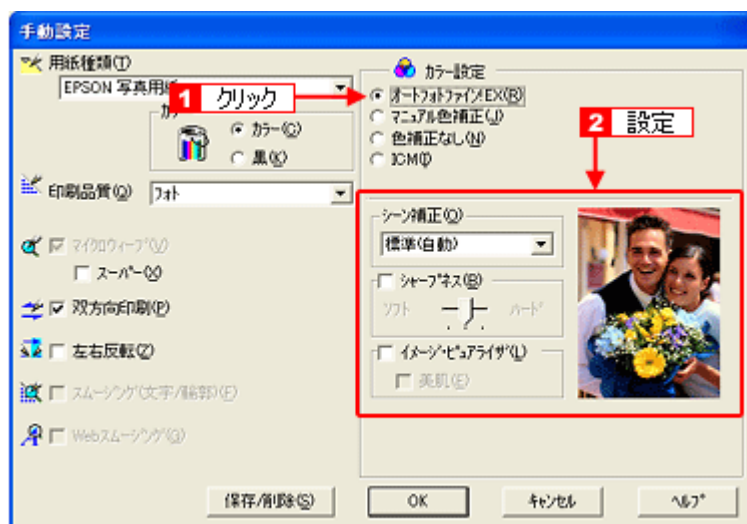 手動設定
用紙種類(T)
EPSON 写真用紙
カラー
カラー(C)
黒(K)
印刷品質(Q)
フォト
マイクロウィーブ(V)
スーパー(X)
双方向印刷(P)
左右反転(Z)
スムージング(文字/輪郭)(F)
Webスムージング(G)
保存/削除(S)
1 クリック
カラー設定
オートフォトファイン!EX(R)
マニュアル色補正(J)
色補正なし(N)
ICM(I)
2 設定
シーン補正(O)
標準(自動)
シャープネス(B)
ソフト
ハード
イメージ・ピュアライザ(L)
美肌(E)
OK
キャンセル
ヘルプ